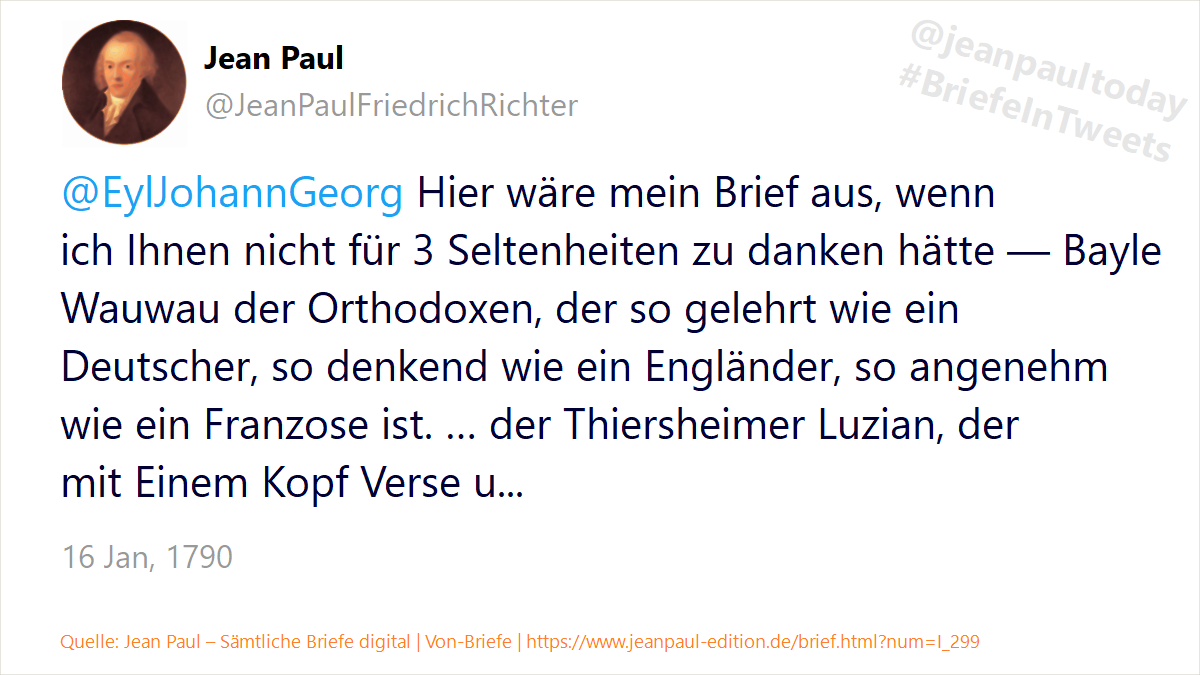 Jean Paul
@JeanPaulFriedrichRichter
@jeanpaultoday
#BriefeInTweets
@EylJohannGeorg Hier wäre mein Brief aus, wenn
ich Ihnen nicht für 3 Seltenheiten zu danken hätte — Bayle
Wauwau der Orthodoxen, der so gelehrt wie ein
Deutscher, so denkend wie ein Engländer, so angenehm
wie ein Franzose ist. ... der Thiersheimer Luzian, der
mit Einem Kopf Verse u...
16 Jan, 1790
Quelle: Jean Paul – Sämtliche Briefe digital | Von-Briefe | https://www.jeanpaul-edition.de/brief.html?num=I_299